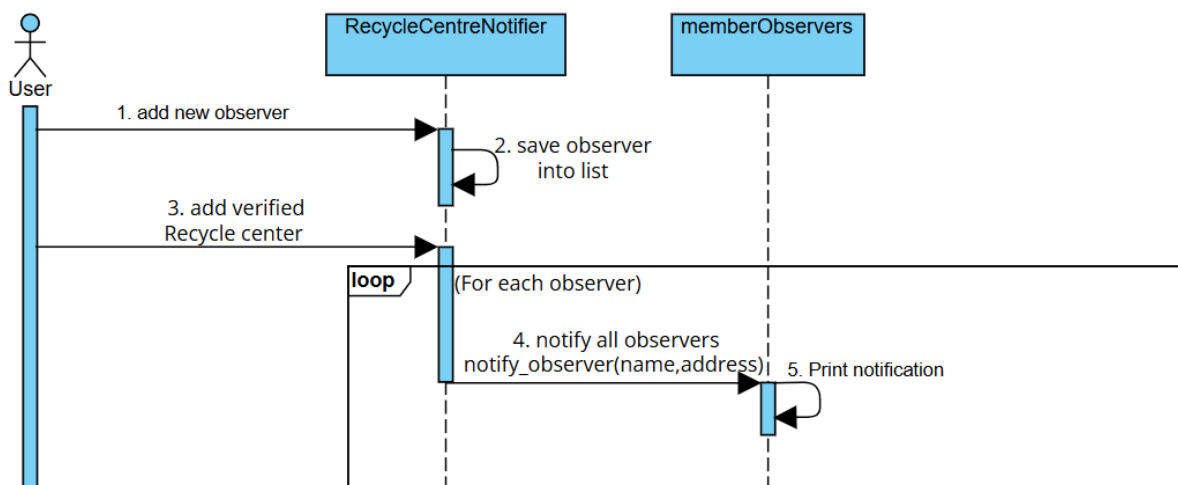 RecycleCentreNotifier
memberObservers
User
1. add new observer
2. save observer
into list
3. add verified
Recycle center
loop
(For each observer)
4. notify all observers
notify_observer(name,address)
5. Print notification